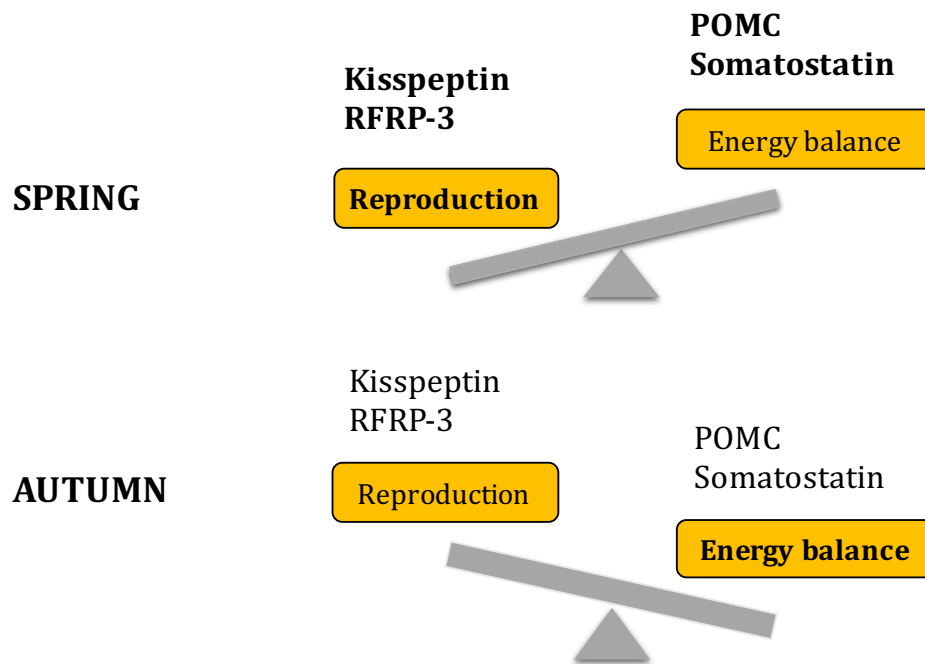 POMC
Somatostatin
Kisspeptin
RFRP-3
Energy balance
SPRING
Reproduction
Kisspeptin
RFRP-3
POMC
Somatostatin
AUTUMN
Reproduction
Energy balance